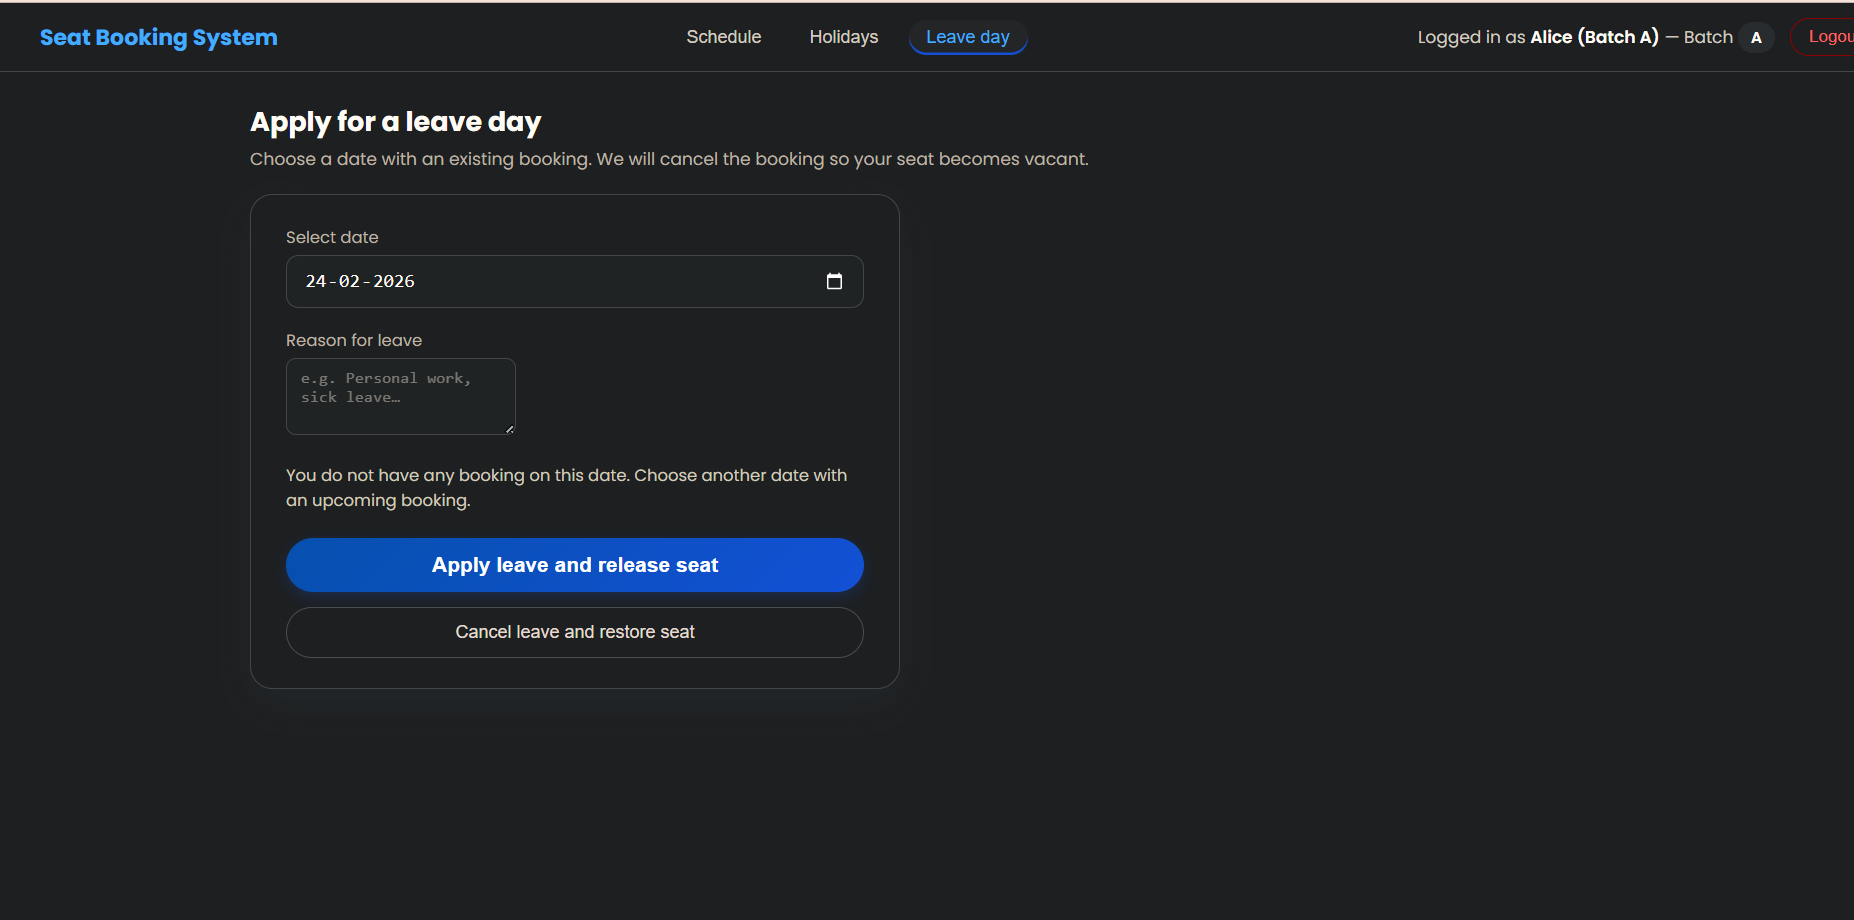 Seat Booking System
Schedule
Holidays
Leave day
Logged in as Alice (Batch A) — Batch A
Logou
Apply for a leave day
Choose a date with an existing booking. We will cancel the booking so your seat becomes vacant.
Select date
24-02-2026
Reason for leave
e.g. Personal work,
sick leave…
You do not have any booking on this date. Choose another date with
an upcoming booking.
Apply leave and release seat
Cancel leave and restore seat